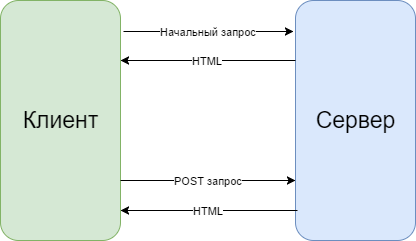 Начальный запрос
HTML
Клиент
Сервер
POST запрос
HTML